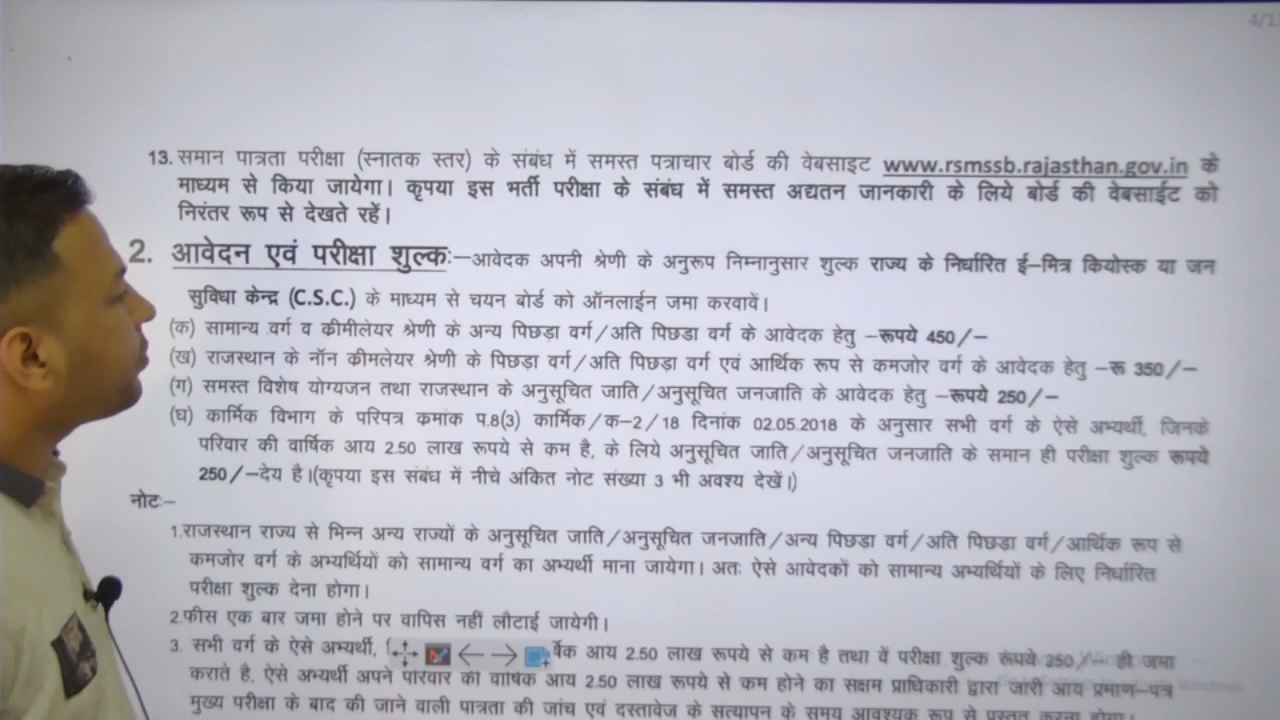 4/13
13. समान पात्रता परीक्षा (स्नातक स्तर) के संबंध में समस्त पत्राचार बोर्ड की वेबसाइट www.rsmssb.rajasthan.gov.in के
माध्यम से किया जायेगा। कृपया इस भर्ती परीक्षा के संबंध में समस्त अद्यतन जानकारी के लिये बोर्ड की वेबसाईट को
निरंतर रूप से देखते रहें।
2. आवेदन एवं परीक्षा शुल्कः—आवेदक अपनी श्रेणी के अनुरूप निम्नानुसार शुल्क राज्य के निर्धारित ई–मित्र कियोस्क या जन
सुविधा केन्द्र (C.S.C.) के माध्यम से चयन बोर्ड को ऑनलाईन जमा करवावें।
(क) सामान्य वर्ग व क्रीमीलेयर श्रेणी के अन्य पिछड़ा वर्ग/अति पिछडा वर्ग के आवेदक हेतु –रूपये 450/–
(ख) राजस्थान के नॉन क्रीमलेयर श्रेणी के पिछड़ा वर्ग/अति पिछड़ा वर्ग एवं आर्थिक रूप से कमजोर वर्ग के आवेदक हेतु –रू 350/–
(ग) समस्त विशेष योग्यजन तथा राजस्थान के अनुसूचित जाति/अनुसूचित जनजाति के आवेदक हेतु –रूपये 250/–
(घ) कार्मिक विभाग के परिपत्र कमांक प.8(3) कार्मिक/क–2/18 दिनांक 02.05.2018 के अनुसार सभी वर्ग के ऐसे अभ्यर्थी, जिनके
परिवार की वार्षिक आय 2.50 लाख रूपये से कम है, के लिये अनुसूचित जाति/अनुसूचित जनजाति के समान ही परीक्षा शुल्क रूपये
250/–देय है।(कृपया इस संबंध में नीचे अंकित नोट संख्या 3 भी अवश्य देखें।)
नोटः–
1.राजस्थान राज्य से भिन्न अन्य राज्यों के अनुसूचित जाति/अनुसूचित जनजाति/अन्य पिछडा वर्ग/अति पिछड़ा वर्ग/आर्थिक रूप से
कमजोर वर्ग के अभ्यर्थियों को सामान्य वर्ग का अभ्यर्थी माना जायेगा। अतः ऐसे आवेदकों को सामान्य अभ्यर्थियों के लिए निर्धारित
परीक्षा शुल्क देना होगा।
2.फीस एक बार जमा होने पर वापिस नहीं लौटाई जायेगी।
3. सभी वर्ग के ऐसे अभ्यर्थी, र्षिक आय 2.50 लाख रूपये से कम है तथा वें परीक्षा शुल्क रूपये 250/– ही जमा
कराते है, ऐसे अभ्यर्थी अपने परिवार की वार्षिक आय 2.50 लाख रूपये से कम होने का सक्षम प्राधिकारी द्वारा जारी आय प्रमाण–पत्र
मुख्य परीक्षा के बाद की जाने वाली पात्रता की जांच एवं दस्तावेज के सत्यापन के समय आवश्यक रूप से प्रस्तुत करना होगा।